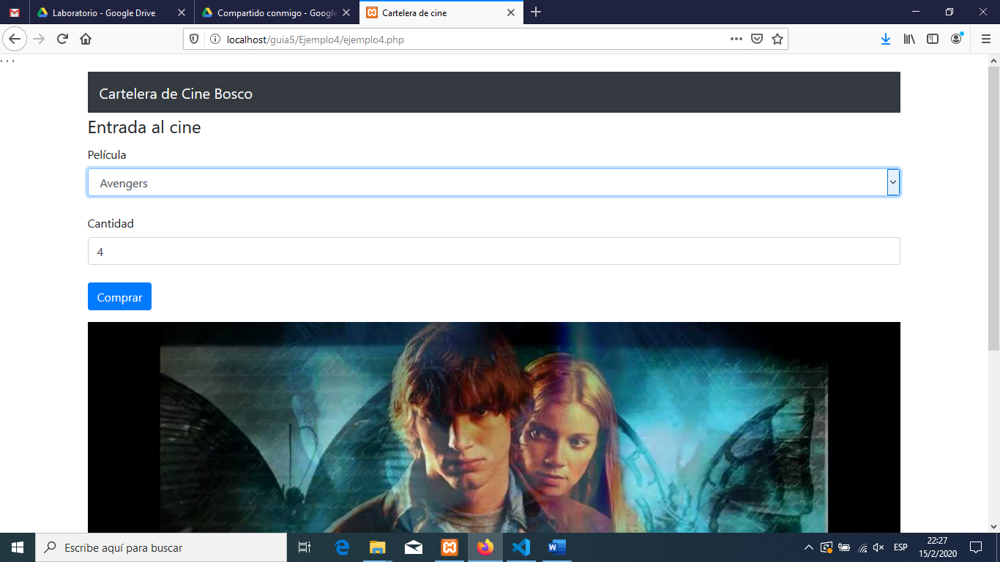 Laboratorio - Google Drive
Compartido conmigo - Google
Cartelera de cine
localhost/guia5/Ejemplo4/ejemplo4.php
Cartelera de Cine Bosco
Entrada al cine
Película
Avengers
Cantidad
4
Comprar
Escribe aquí para buscar
ESP
22:27
15/2/2020